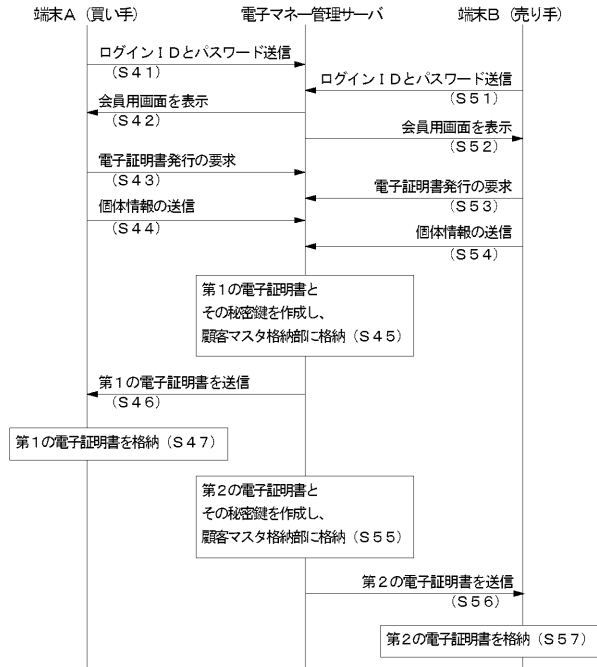 端末A（買い手）
電子マネー管理サーバ
端末B（売り手）
ログインＩＤとパスワード送信
（Ｓ４１）
ログインＩＤとパスワード送信
（Ｓ５１）
会員用画面を表示
（Ｓ４２）
会員用画面を表示
（Ｓ５２）
電子証明書発行の要求
（Ｓ４３）
電子証明書発行の要求
（Ｓ５３）
個体情報の送信
（Ｓ４４）
個体情報の送信
（Ｓ５４）
第１の電子証明書と
その秘密鍵を作成し、
顧客マスタ格納部に格納（Ｓ４５）
第１の電子証明書を送信
（Ｓ４６）
第１の電子証明書を格納（Ｓ４７）
第２の電子証明書と
その秘密鍵を作成し、
顧客マスタ格納部に格納（Ｓ５５）
第２の電子証明書を送信
（Ｓ５６）
第２の電子証明書を格納（Ｓ５７）